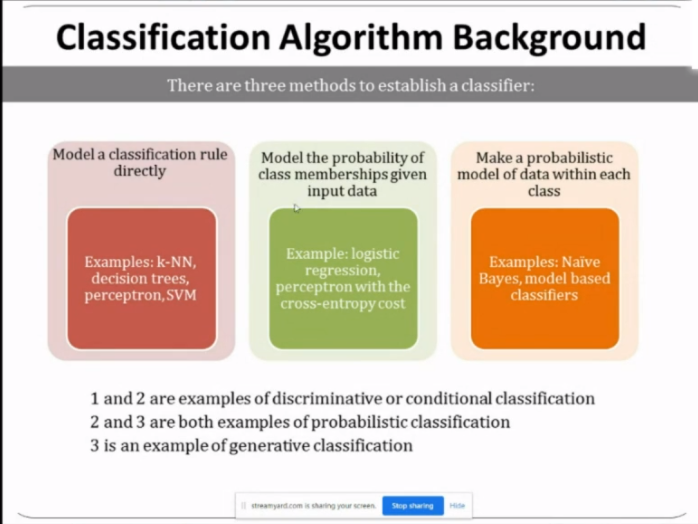 Classification Algorithm Background
There are three methods to establish a classifier:
Model a classification rule
directly
Examples: k-NN,
decision trees,
perceptron, SVM
Model the probability of
class memberships given
input data
Example: logistic
regression,
perceptron with the
cross-entropy cost
Make a probabilistic
model of data within each
class
Examples: Naïve
Bayes, model based
classifiers
1 and 2 are examples of discriminative or conditional classification
2 and 3 are both examples of probabilistic classification
3 is an example of generative classification
streamyard.com is sharing your screen. Stop sharing Hide